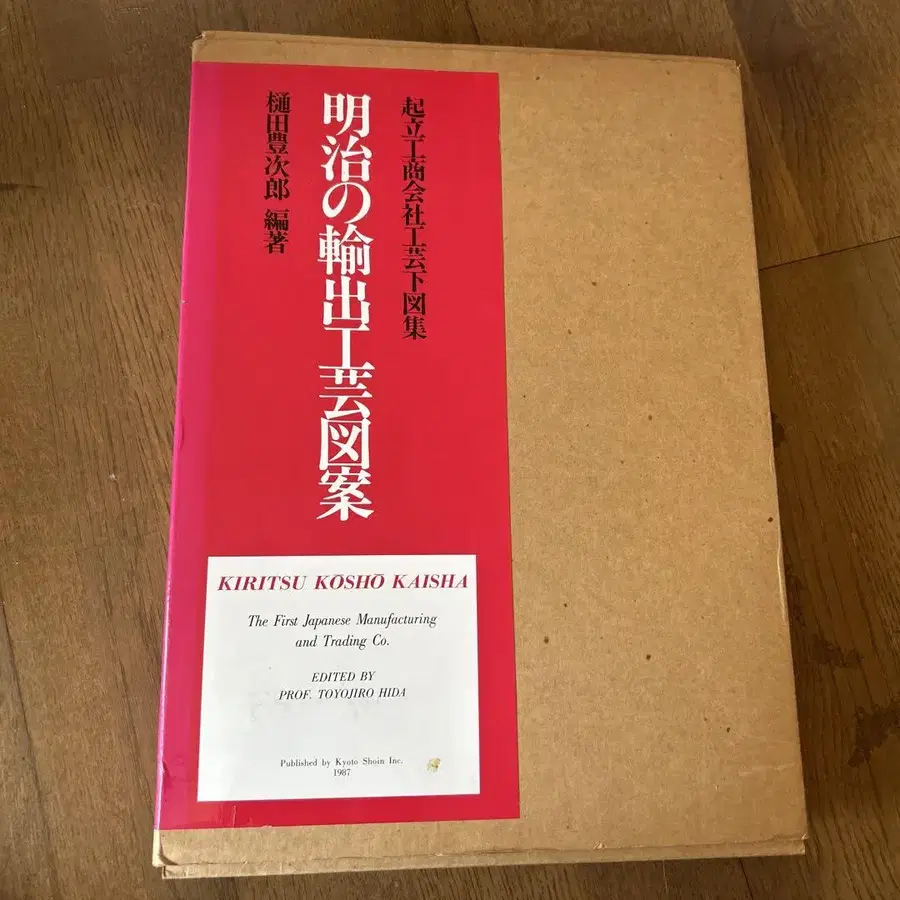 起立工商会社工芸下図集
明治の輸出工芸図案
樋田豊次郎 編著
KIRITSU KŌSHŌ KAISHA
The First Japanese Manufacturing
and Trading Co.
EDITED BY
PROF. TOYOJIRO HIDA
Published by Kyoto Shoin Inc.
1987